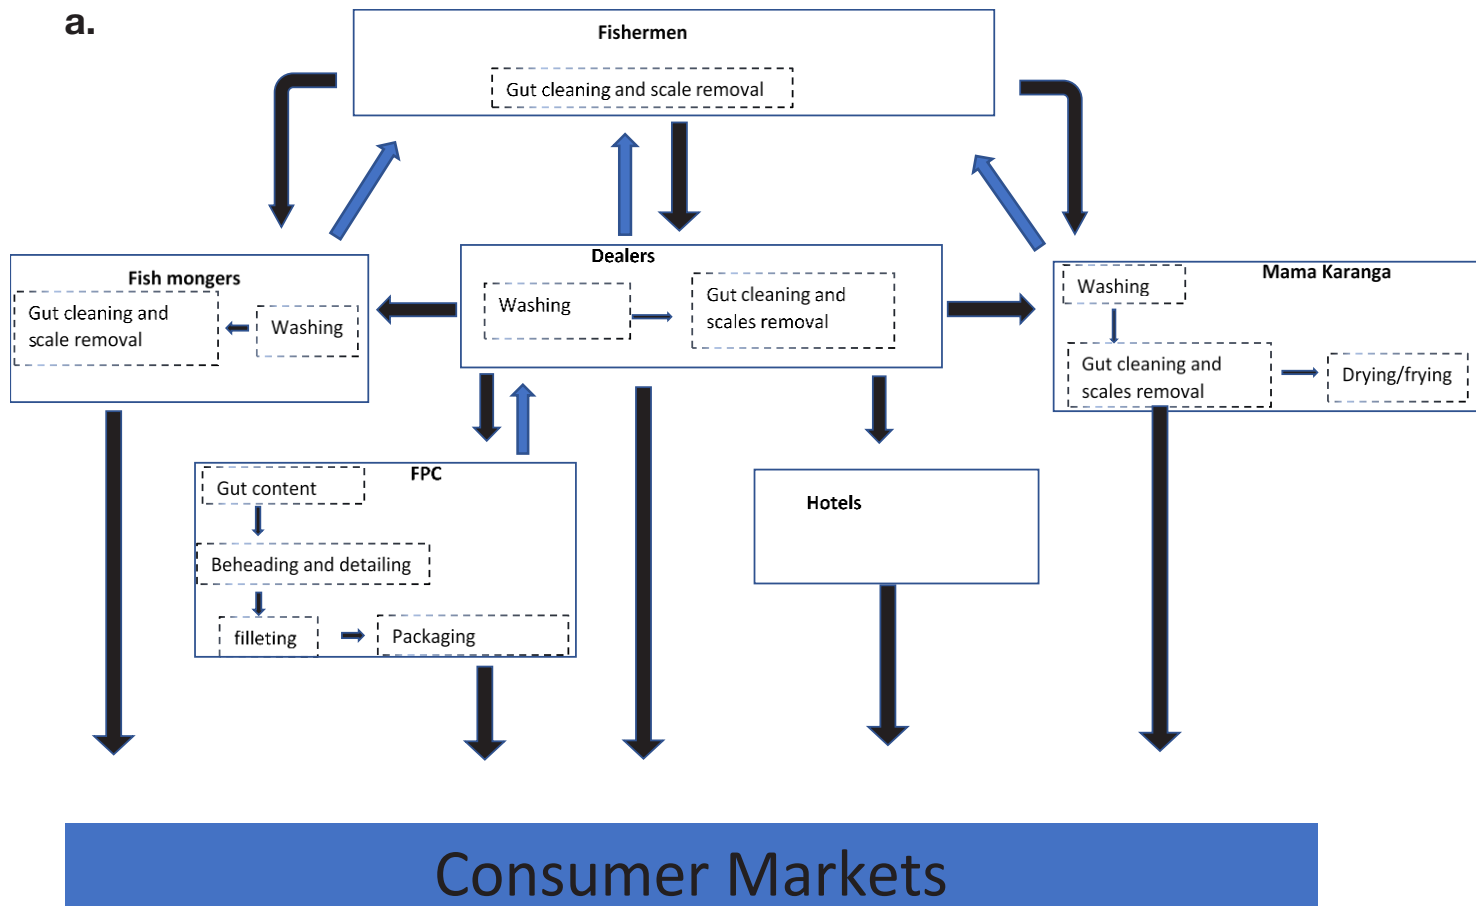 a.
Fishermen
Gut cleaning and scale removal
Fish mongers
Gut cleaning and
scale removal
Washing
Dealers
Washing
Gut cleaning and
scales removal
Mama Karanga
Washing
Gut cleaning and
scales removal
Drying/frying
FPC
Gut content
Beheading and detailing
filleting
Packaging
Hotels
Consumer Markets